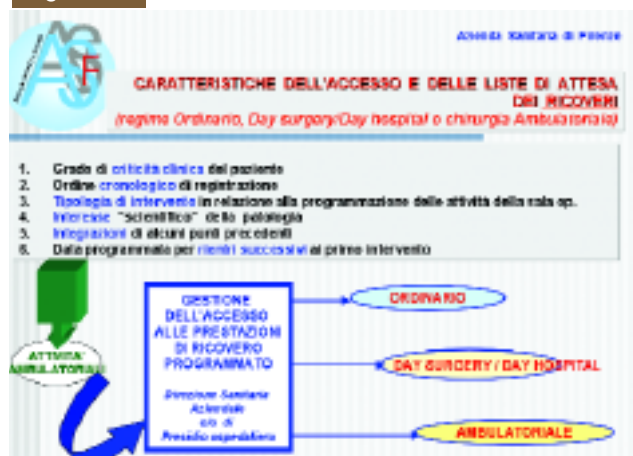 Azienda Sanitaria di Firenze
CARATTERISTICHE DELL'ACCESSO E DELLE LISTE DI ATTESA
DEI RICOVERI
(regime Ordinario, Day surgery/Day hospital o chirurgia Ambulatoriale)
1. Grado di criticità clinica del paziente
2. Ordine cronologico di registrazione
3. Tipologia di intervento in relazione alla programmazione delle attività della sala op.
4. Interesse "scientifico" della patologia
5. Integrazioni di alcuni punti precedenti
6. Data programmata per rientri successivi al primo intervento
GESTIONE
DELL'ACCESSO
ALLE PRESTAZIONI
DI RICOVERO
PROGRAMMATO
Direzione Sanitaria
Aziendale
e/o di
Presidio ospedaliero
ATTIVITA'
AMBULATORIALE
ORDINARIO
DAY SURGERY / DAY HOSPITAL
AMBULATORIALE